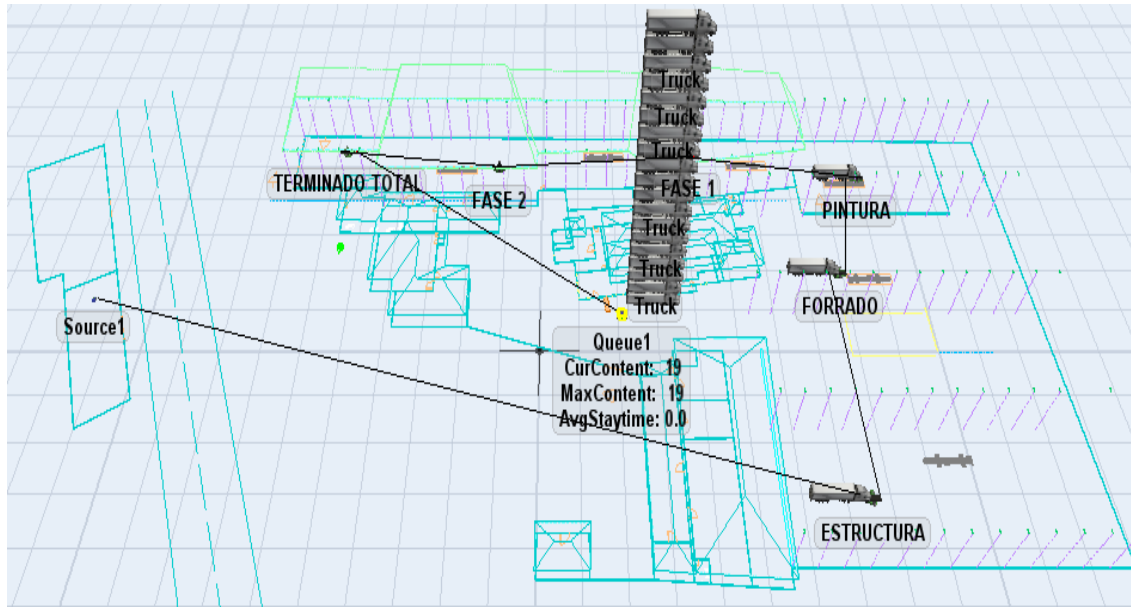 Truck
Truck
Truck
TERMINADO TOTAL
FASE 2
FASE 1
PINTURA
Truck
Truck
FORRADO
Truck
Source1
Queue1
CurContent: 19
MaxContent: 19
AvgStaytime: 0.0
ESTRUCTURA